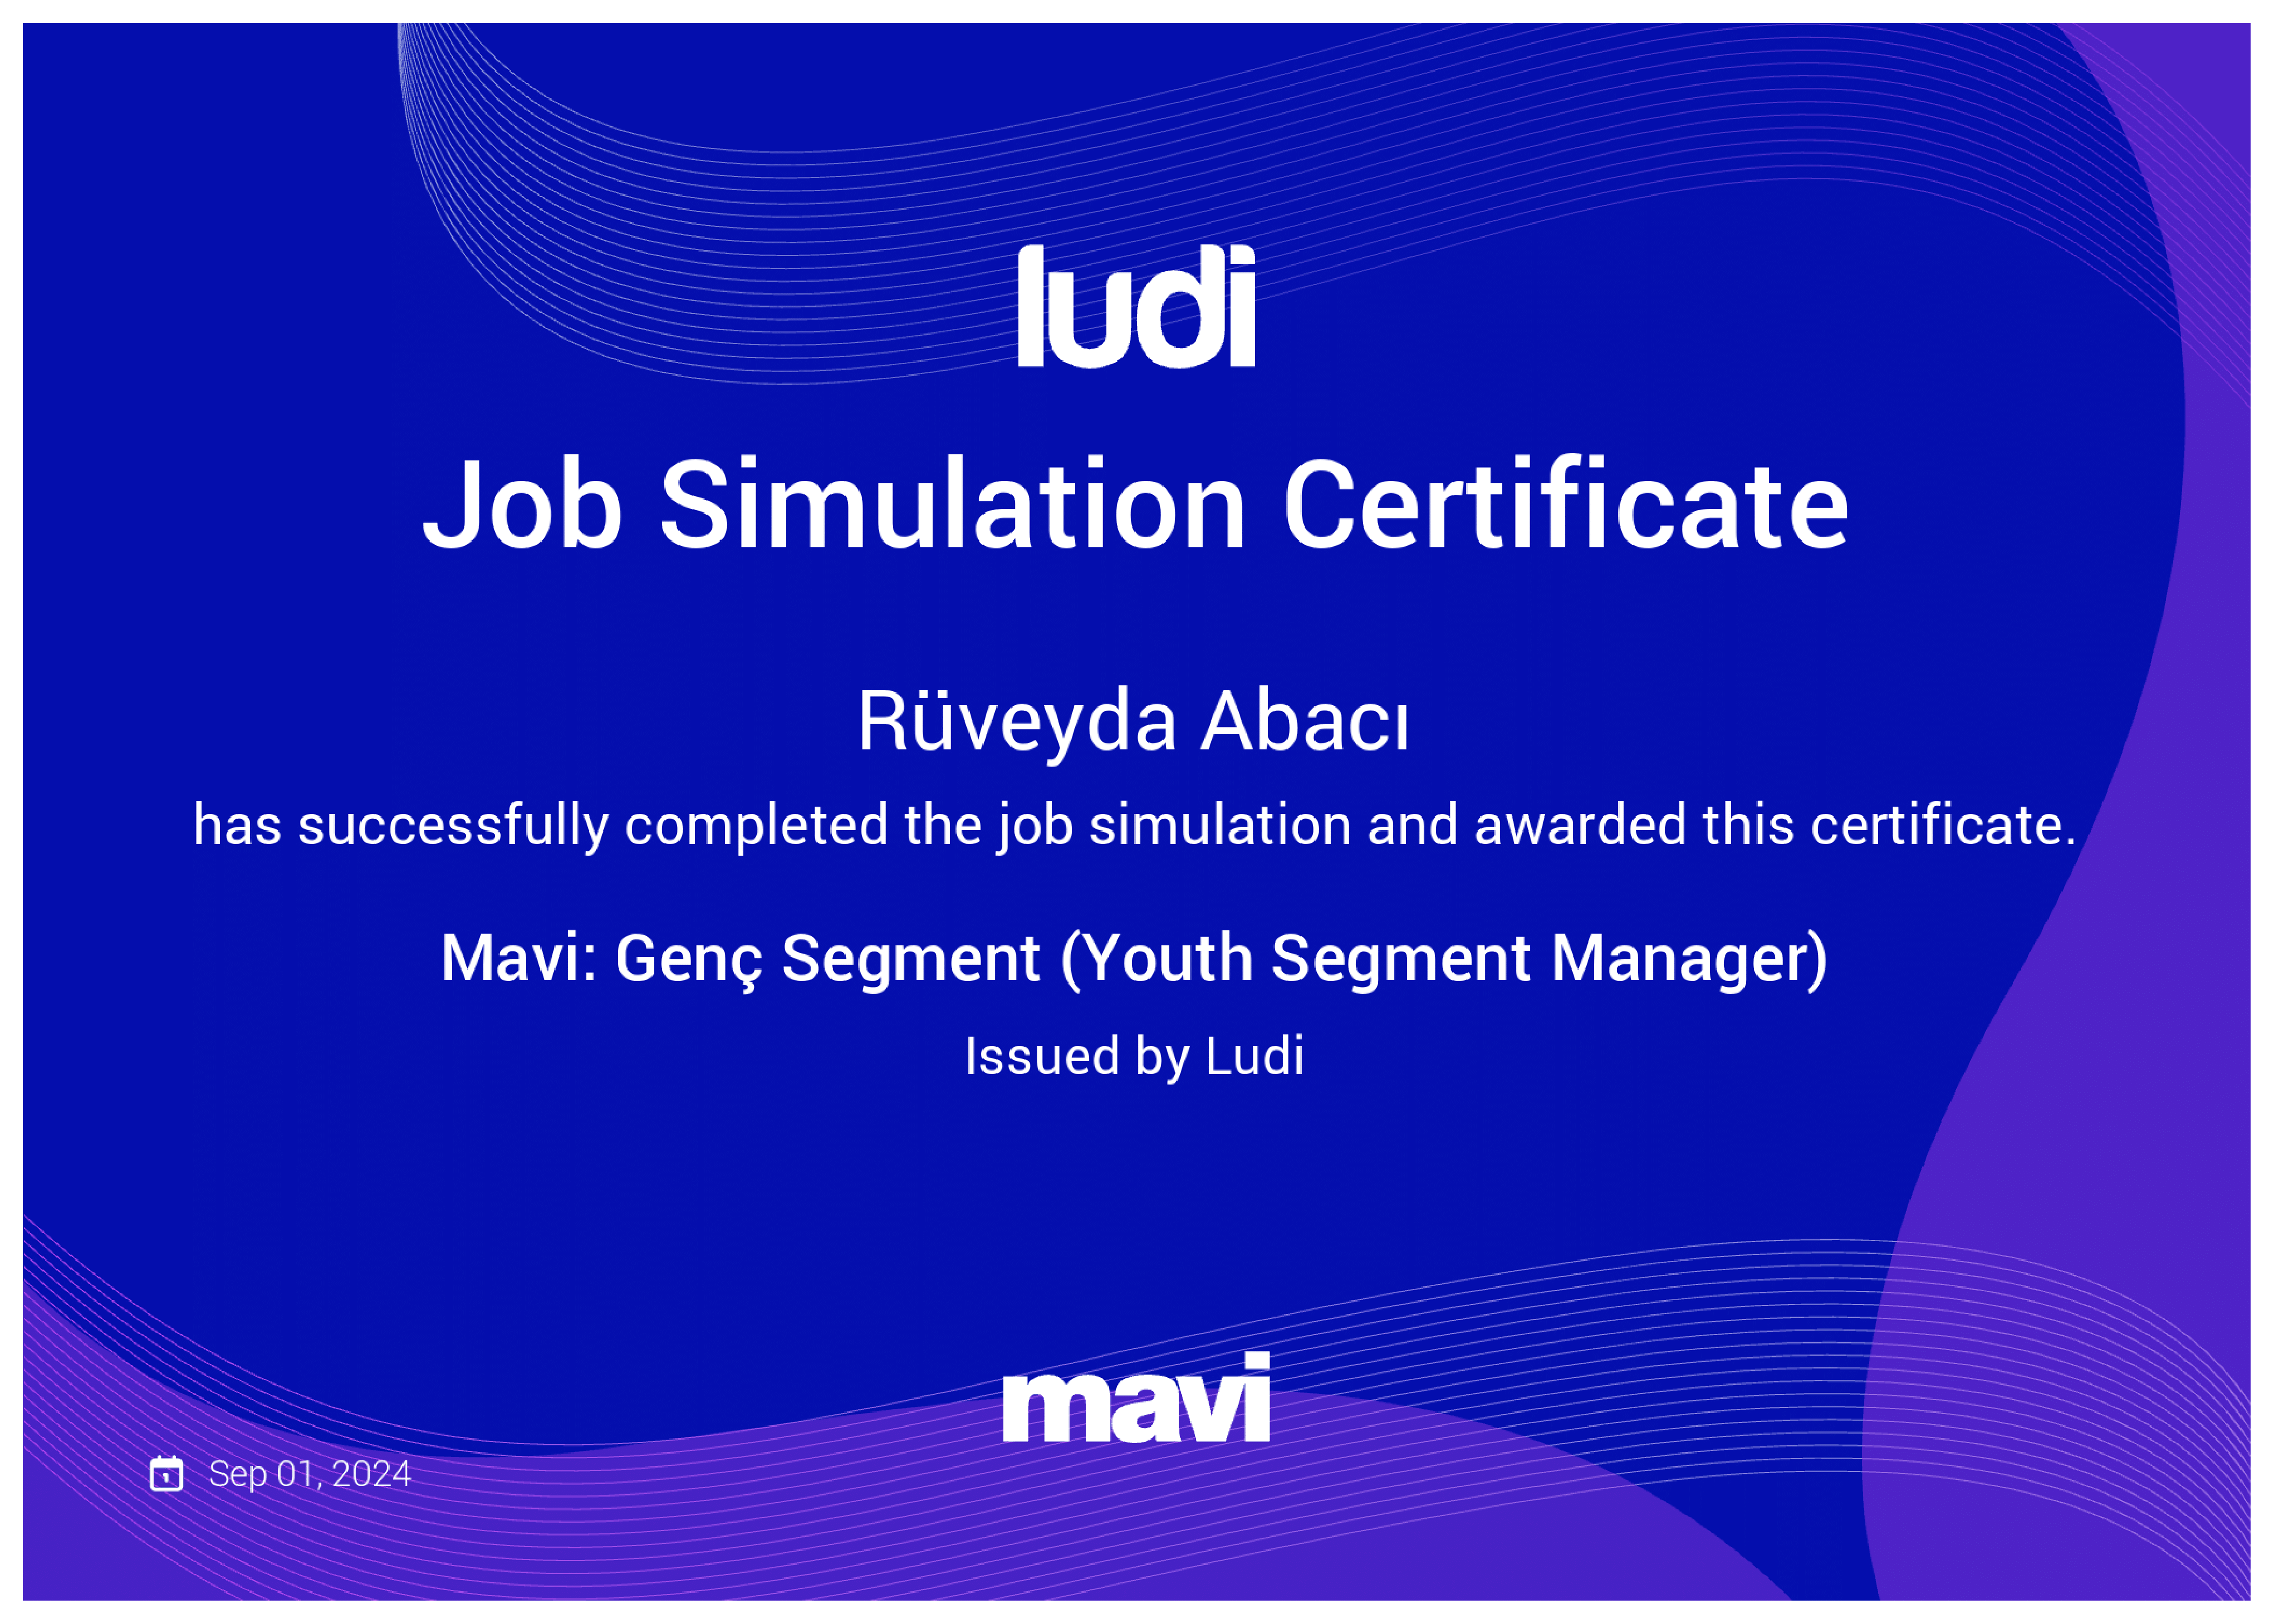 ludi
Job Simulation Certificate
Rüveyda Abacı
has successfully completed the job simulation and awarded this certificate.
Mavi: Genç Segment (Youth Segment Manager)
Issued by Ludi
mavi
Sep 01, 2024